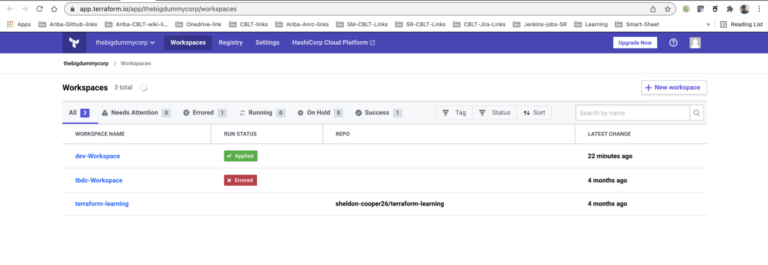 app.terraform.io/app/thebigdummycorp/workspaces
Apps Ariba-Github-links Ariba-CBLT-wiki-li... Onedrive-link CBLT-links Ariba-Anrc-links SM-CBLT-Links SR-CBLT-Links CBLT-Jira-Links Jenkins-jobs-SR Learning Smart-Sheet » Reading List
thebigdummycorp Workspaces Registry Settings HashiCorp Cloud Platform Upgrade Now
thebigdummycorp / Workspaces
Workspaces 3 total + New workspace
All 3 Needs Attention 0 Errored 1 Running 0 On Hold 0 Success 1 Tag Status Sort Search by name
WORKSPACE NAME RUN STATUS REPO LATEST CHANGE
dev-Workspace Applied 22 minutes ago
tbdc-Workspace Errored 4 months ago
terraform-learning sheldon-cooper26/terraform-learning 4 months ago